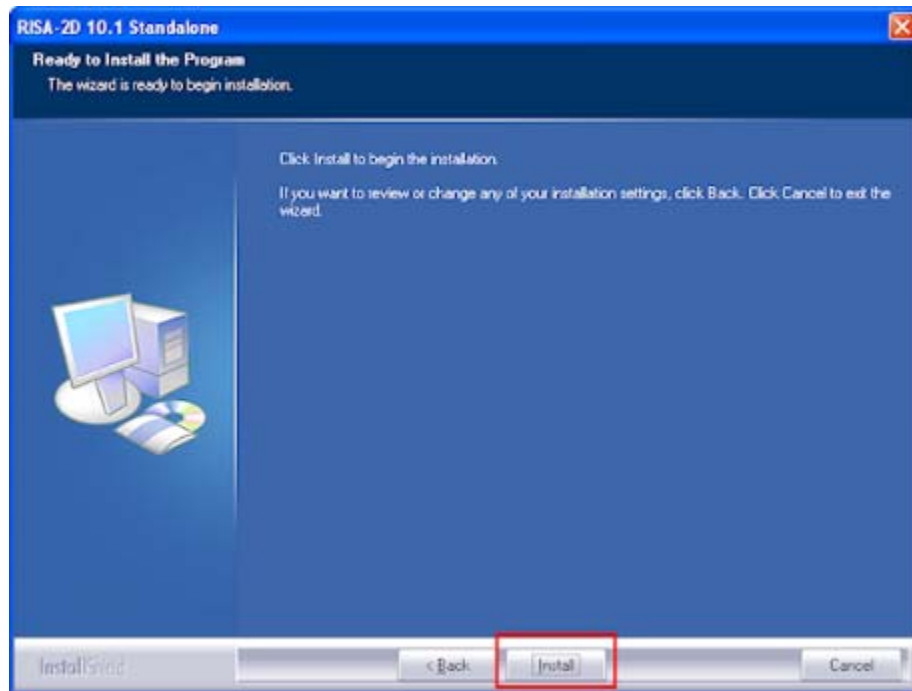 RISA-2D 10.1 Standalone
Ready to Install the Program
The wizard is ready to begin installation.
Click Install to begin the installation.
If you want to review or change any of your installation settings, click Back. Click Cancel to exit the
wizard.
InstallShield
< Back
Install
Cancel